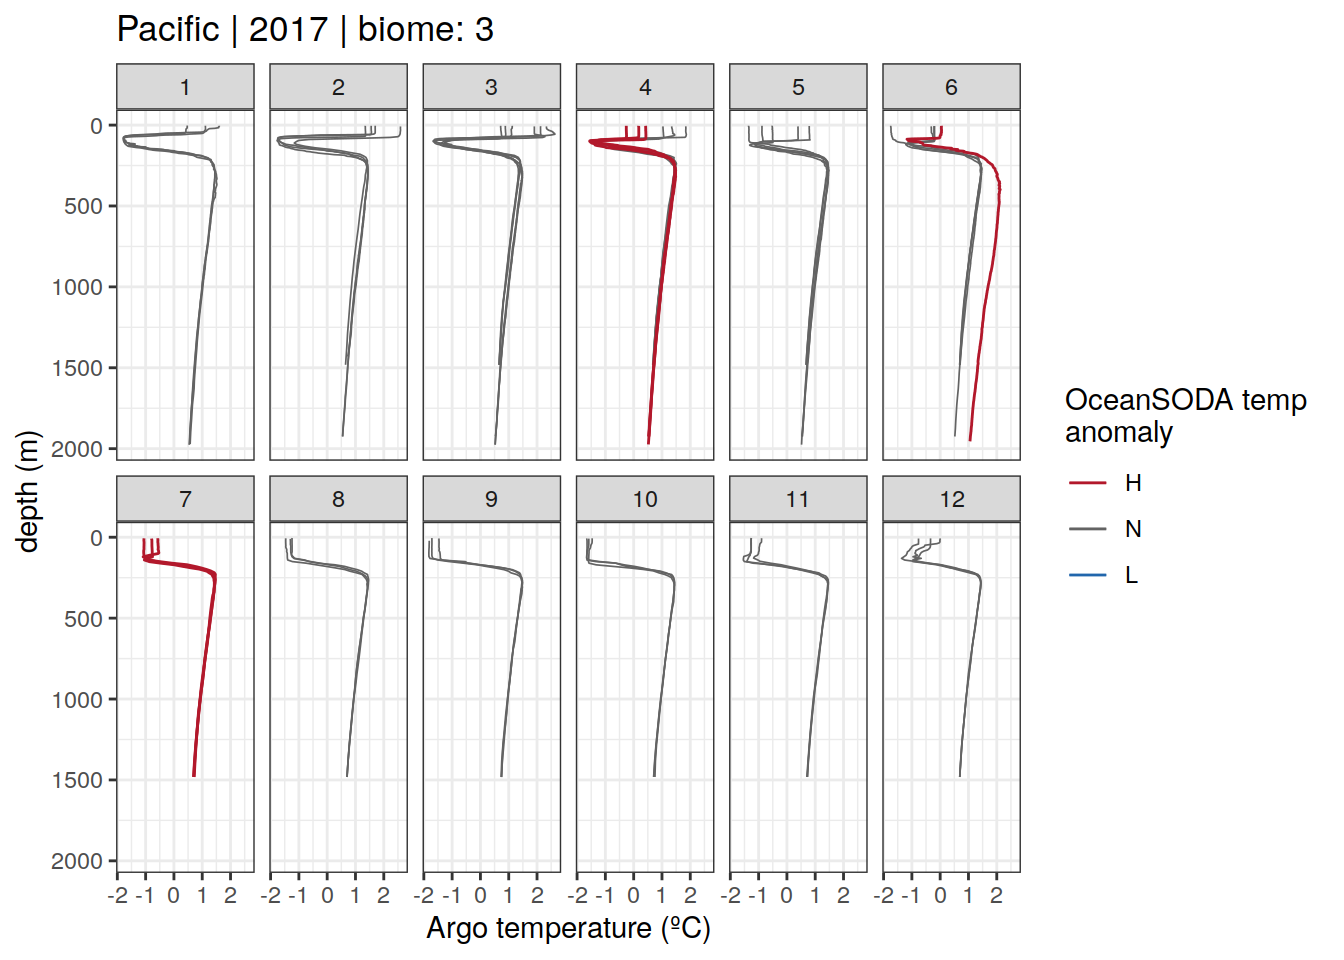 Pacific | 2017 | biome: 3
1 2 3 4 5 6
0
500
1000
1500
2000
7 8 9 10 11 12
0
500
1000
1500
2000
-2 -1 0 1 2 -2 -1 0 1 2 -2 -1 0 1 2 -2 -1 0 1 2 -2 -1 0 1 2 -2 -1 0 1 2
Argo temperature (ºC)
depth (m)
OceanSODA temp
anomaly
H
N
L